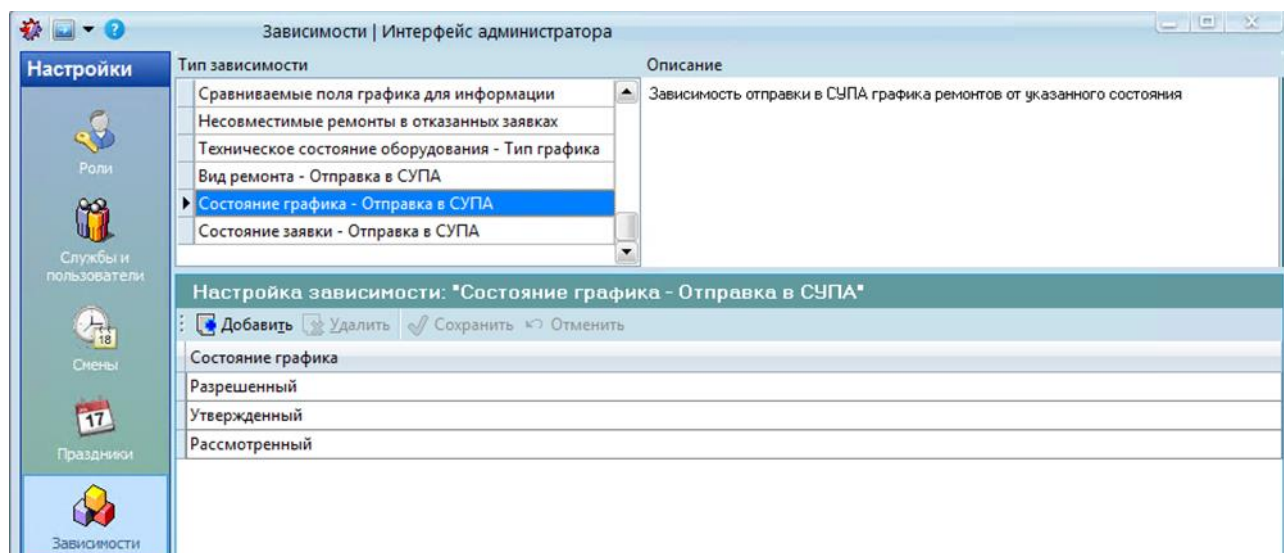 Зависимости | Интерфейс администратора
Настройки
Роли
Службы и
пользователи
18
Смены
17
Праздники
Зависимости
Тип зависимости
Сравниваемые поля графика для информации
Несовместимые ремонты в отказанных заявках
Техническое состояние оборудования - Тип графика
Вид ремонта - Отправка в СУПА
Состояние графика - Отправка в СУПА
Состояние заявки - Отправка в СУПА
Описание
Зависимость отправки в СУПА графика ремонтов от указанного состояния
Настройка зависимости: "Состояние графика - Отправка в СУПА"
Добавить Удалить Сохранить Отменить
Состояние графика
Разрешенный
Утвержденный
Рассмотренный